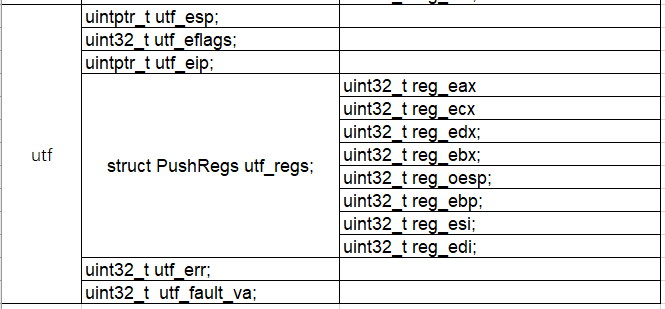 uintptr_t utf_esp;
uint32_t utf_eflags;
uintptr_t utf_eip;
utf
struct PushRegs utf_regs;
uint32_t reg_eax
uint32_t reg_ecx
uint32_t reg_edx;
uint32_t reg_ebx;
uint32_t reg_oesp;
uint32_t reg_ebp;
uint32_t reg_esi;
uint32_t reg_edi;
uint32_t utf_err;
uint32_t  utf_fault_va;